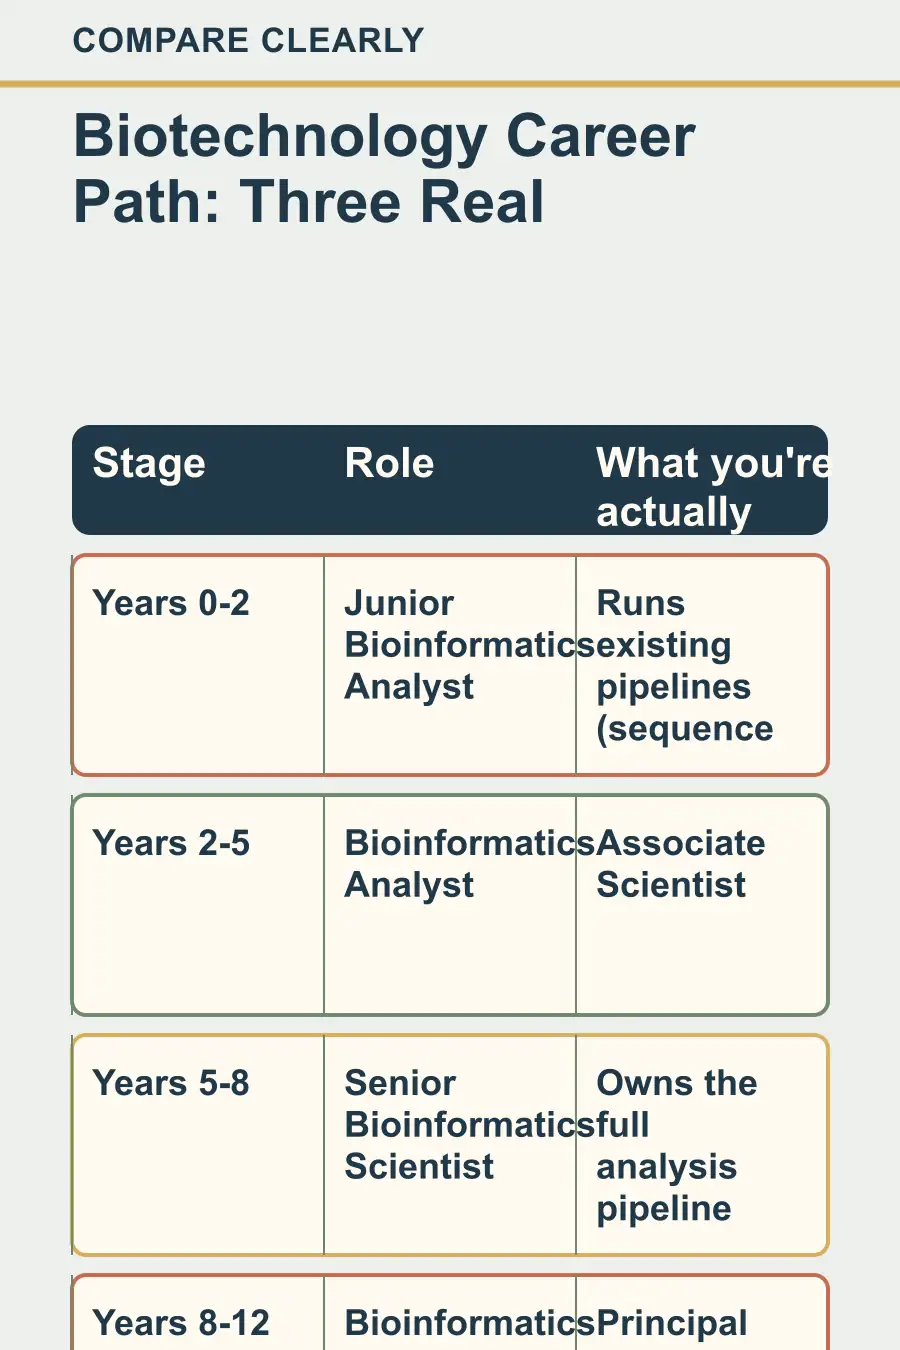 COMPARE CLEARLY
Biotechnology Career
Path: Three Real
Stage
Role
What you're
actually
Years 0-2
Junior
Bioinformatics
Analyst
Runs
existing
pipelines
(sequence
Years 2-5
Bioinformatics
Analyst
Associate
Scientist
Years 5-8
Senior
Bioinformatics
Scientist
Owns the
full
analysis
pipeline
Years 8-12
Bioinformatics
Principal